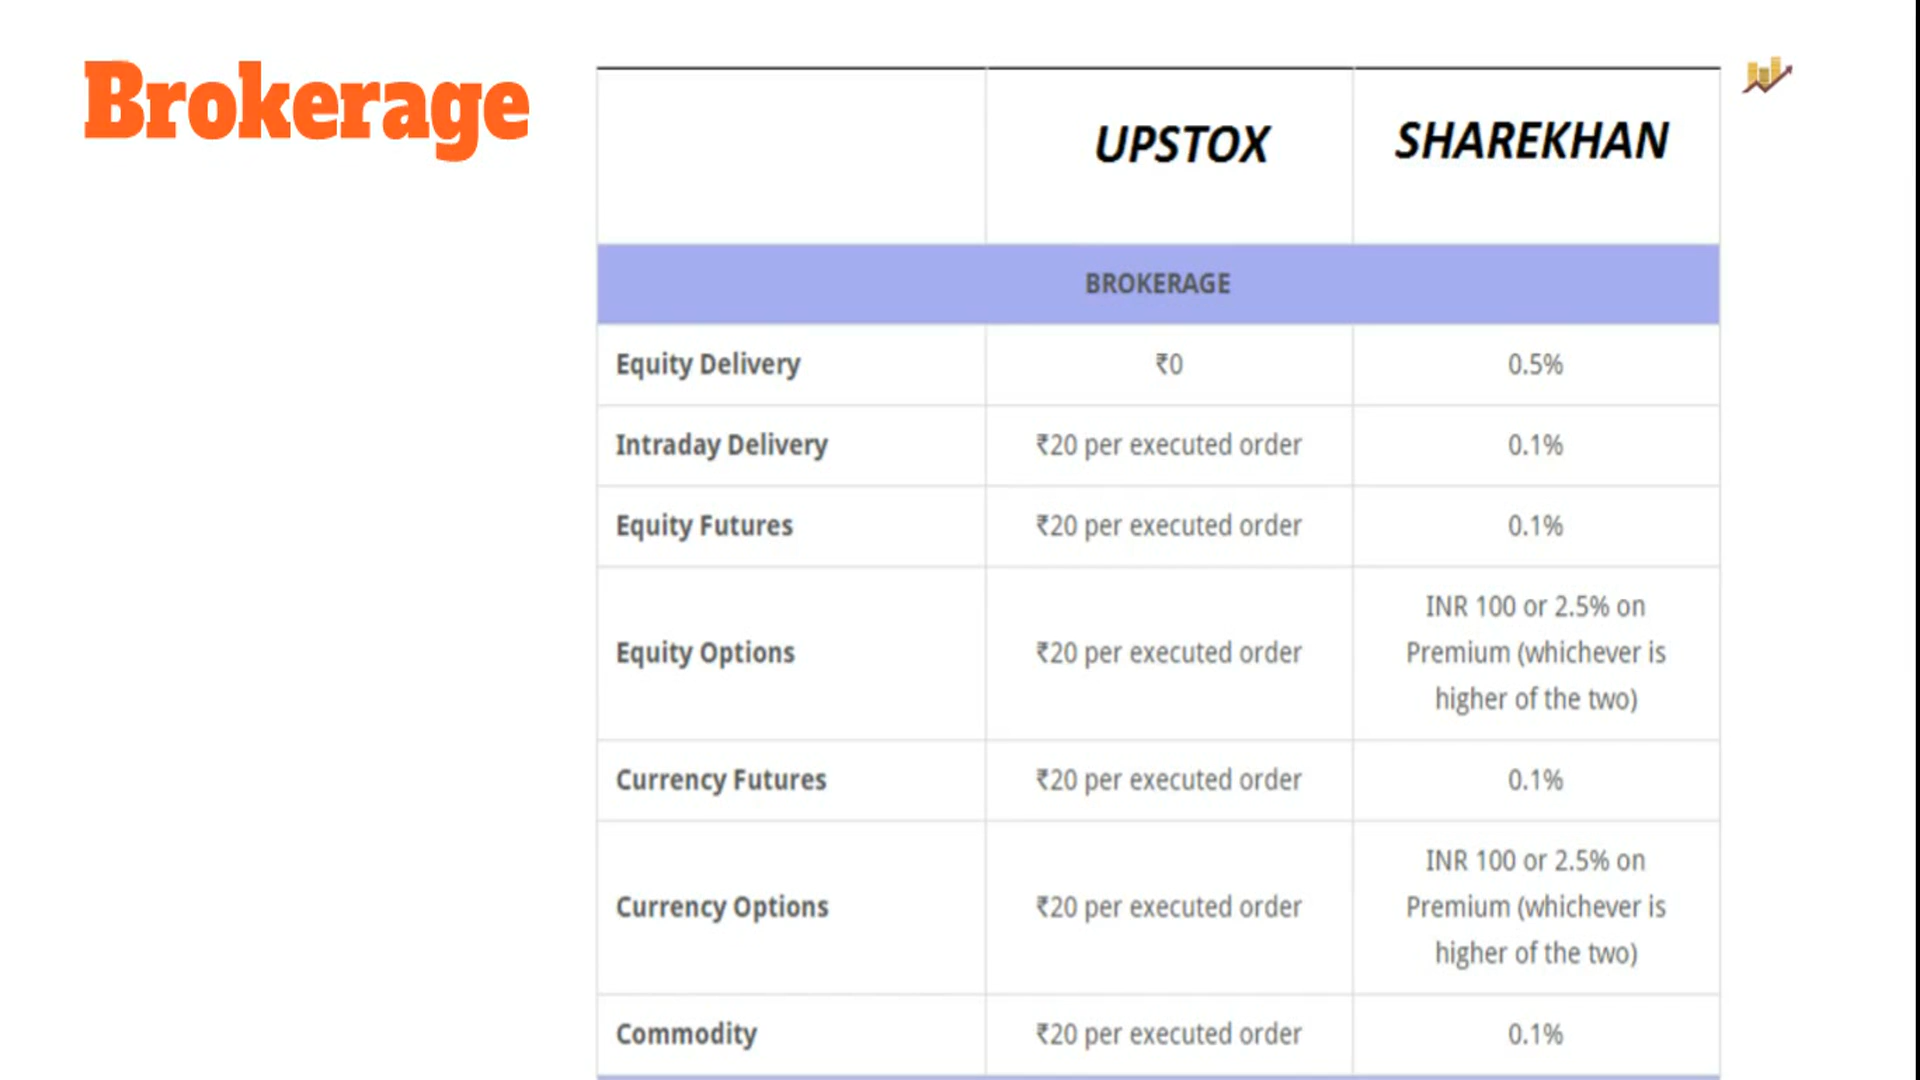 Brokerage
UPSTOX SHAREKHAN
BROKERAGE
Equity Delivery ₹0 0.5%
Intraday Delivery ₹20 per executed order 0.1%
Equity Futures ₹20 per executed order 0.1%
INR 100 or 2.5% on
Equity Options ₹20 per executed order Premium (whichever is
higher of the two)
Currency Futures ₹20 per executed order 0.1%
INR 100 or 2.5% on
Currency Options ₹20 per executed order Premium (whichever is
higher of the two)
Commodity ₹20 per executed order 0.1%